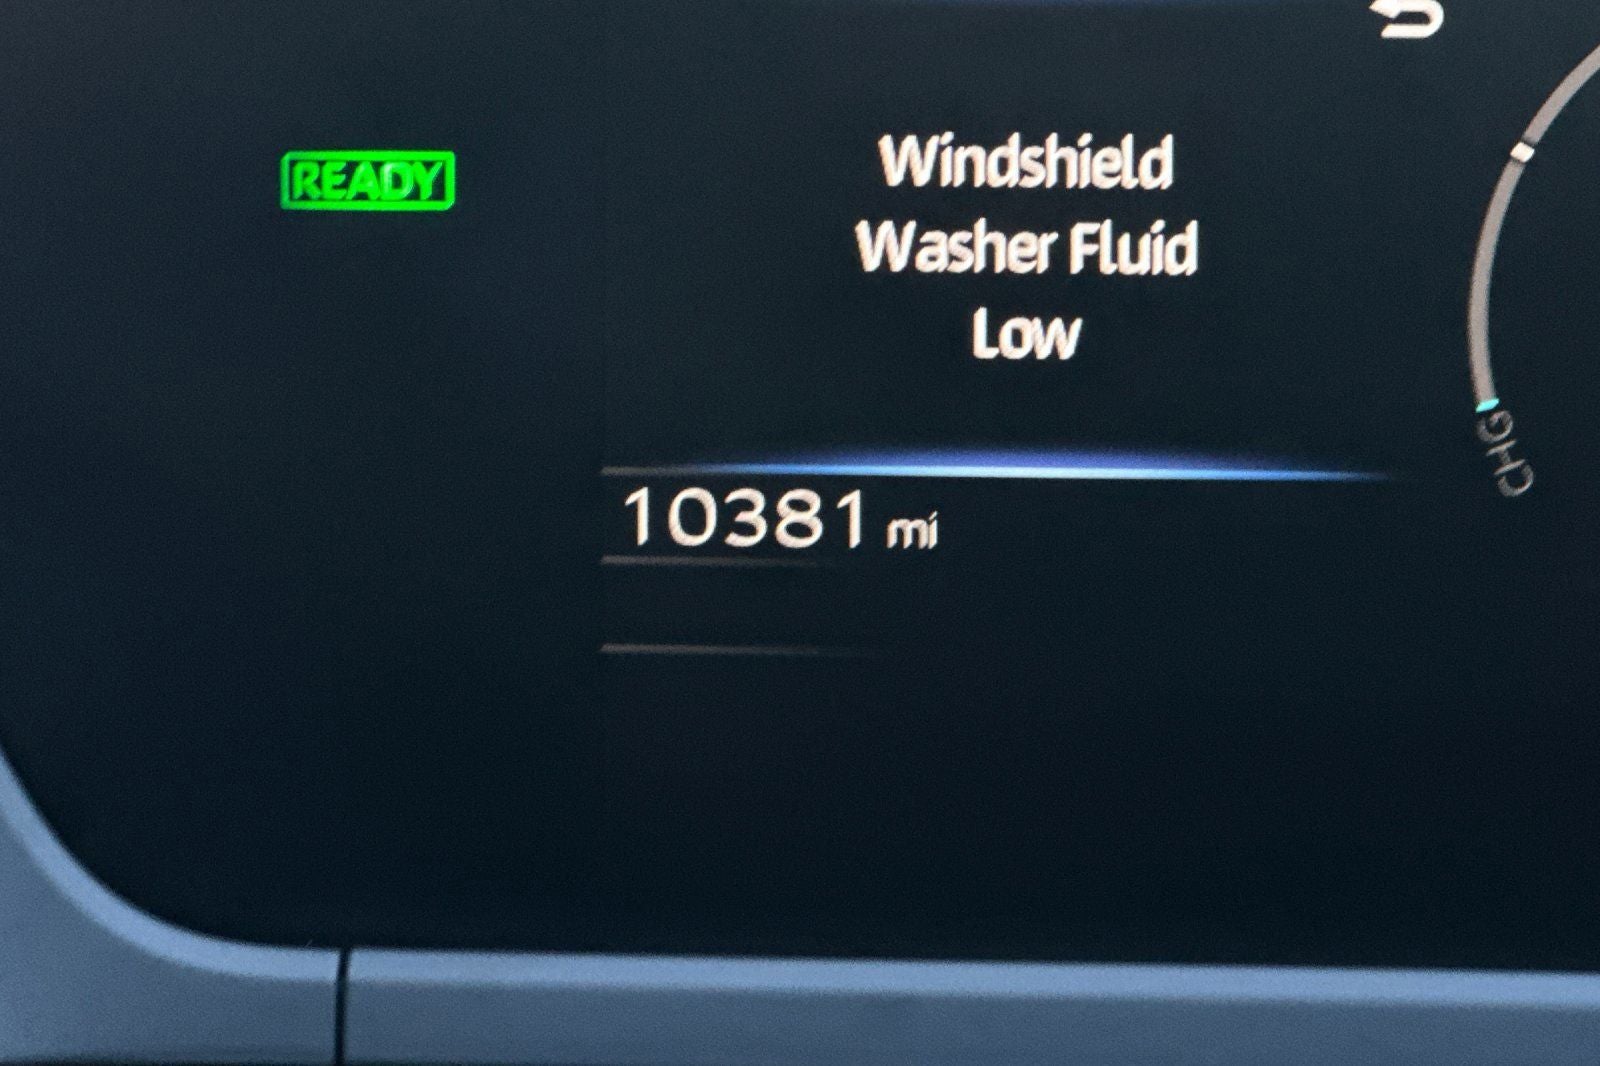 READY
Windshield
Washer Fluid
Low
CHG
10381 mi